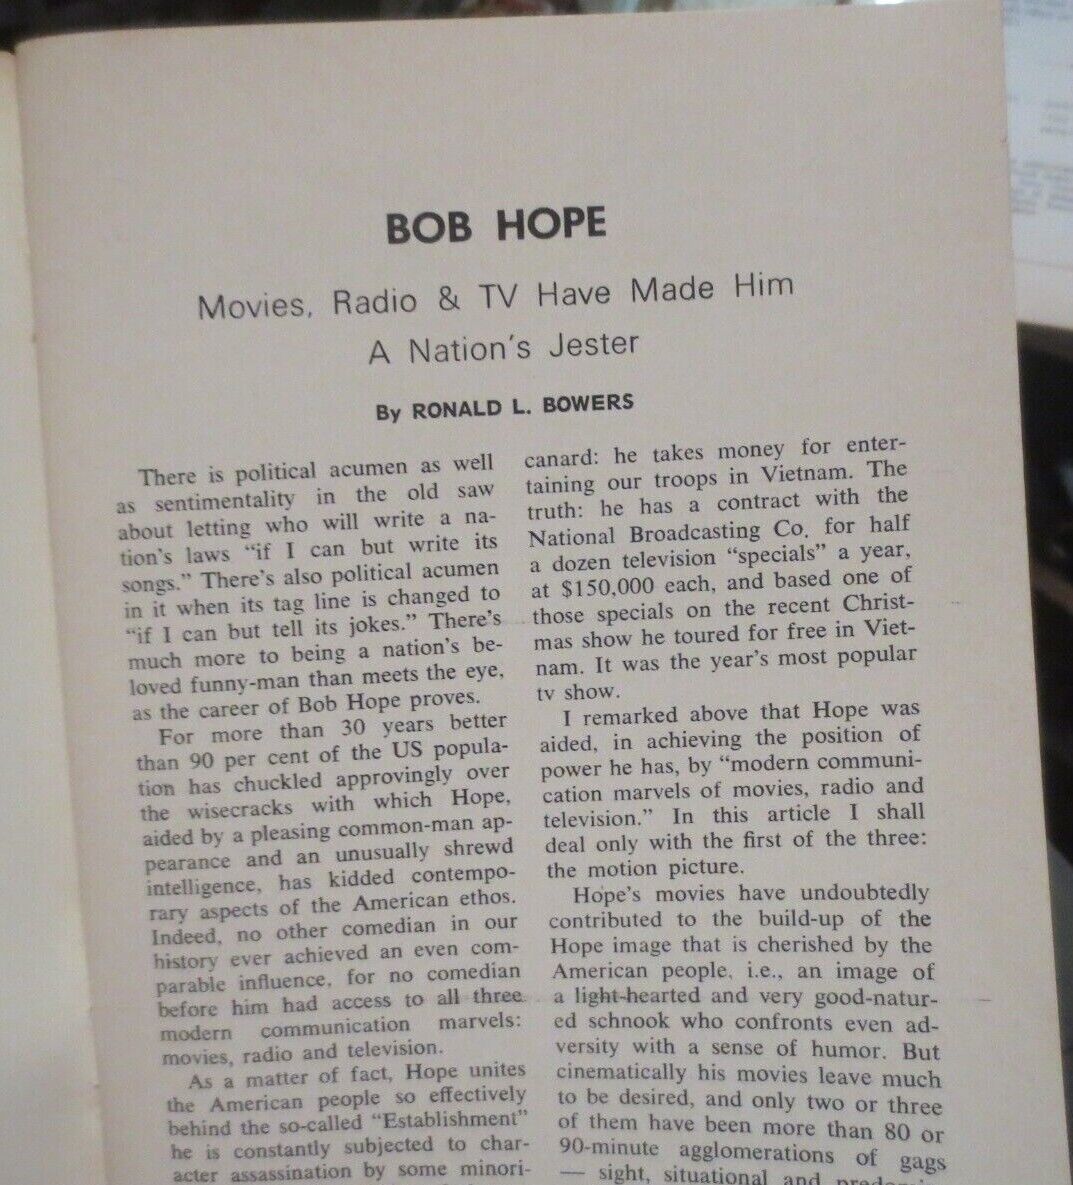 BOB HOPE
Movies, Radio & TV Have Made Him
A Nation's Jester
By RONALD L. BOWERS
There is political acumen as well
as sentimentality in the old saw
about letting who will write a na-
tion's laws "if I can but write its
songs." There's also political acumen
in it when its tag line is changed to
"if I can but tell its jokes." There's
much more to being a nation's be-
loved funny-man than meets the eye,
as the career of Bob Hope proves.
For more than 30 years better
than 90 per cent of the US popula-
tion has chuckled approvingly over
the wisecracks with which Hope,
aided by a pleasing common-man ap-
pearance and an unusually shrewd
intelligence, has kidded contempo-
rary aspects of the American ethos.
Indeed, no other comedian in our
history ever achieved an even com-
parable influence, for no comedian
before him had access to all three
modern communication marvels:
movies, radio and television.
As a matter of fact, Hope unites
the American people so effectively
behind the so-called "Establishment"
he is constantly subjected to char-
acter assassination by some minori-
canard: he takes money for enter-
taining our troops in Vietnam. The
truth: he has a contract with the
National Broadcasting Co. for half
a dozen television "specials" a year,
at $150,000 each, and based one of
those specials on the recent Christ-
mas show he toured for free in Viet-
nam. It was the year's most popular
tv show.
I remarked above that Hope was
aided, in achieving the position of
power he has, by "modern communi-
cation marvels of movies, radio and
television." In this article I shall
deal only with the first of the three:
the motion picture.
Hope's movies have undoubtedly
contributed to the build-up of the
Hope image that is cherished by the
American people, i.e., an image of
a light-hearted and very good-natur-
ed schnook who confronts even ad-
versity with a sense of humor. But
cinematically his movies leave much
to be desired, and only two or three
of them have been more than 80 or
90-minute agglomerations of gags
— sight, situational and